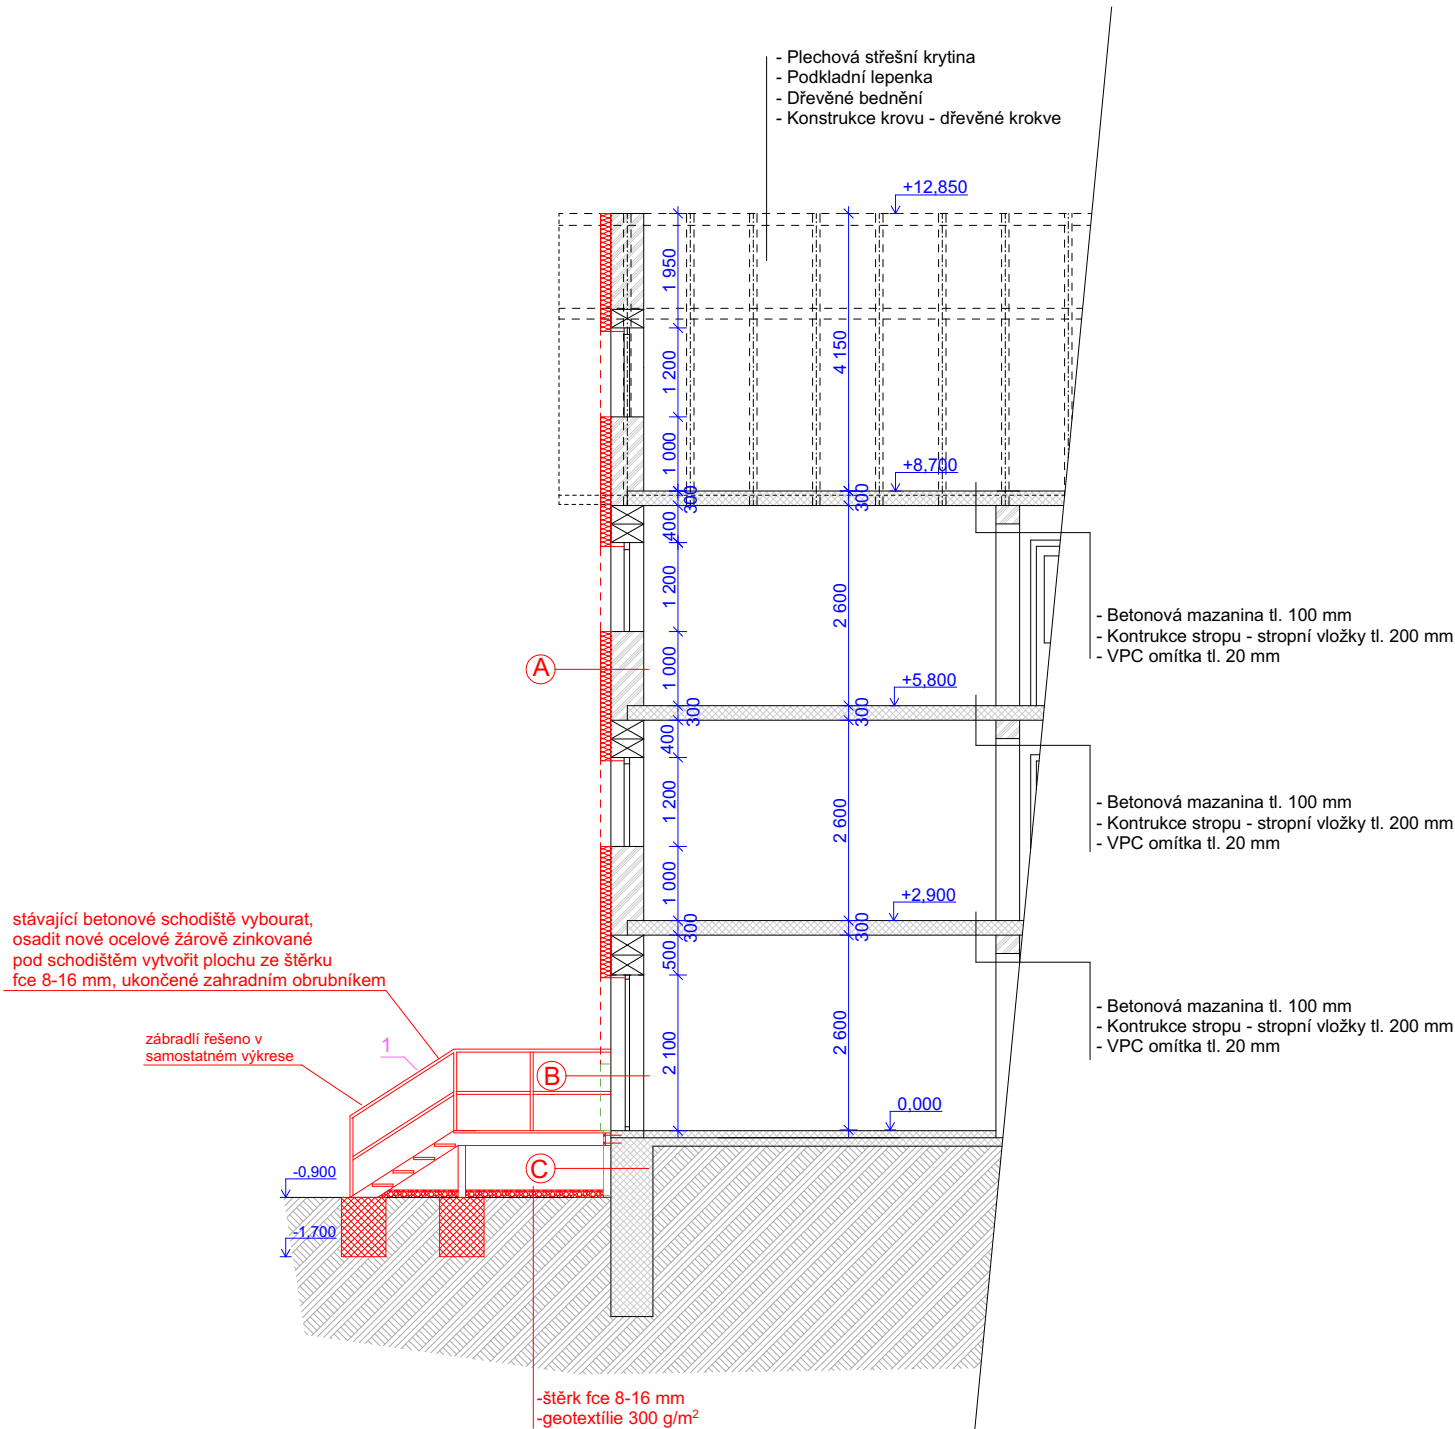 - Plechová střešní krytina
- Podkladní lepenka
- Dřevěné bednění
- Konstrukce krovu - dřevěné krokve
+12,850
1 950
4 150
1 200
1 000
+8,700
300
300
400
1 200
2 600
- Betonová mazanina tl. 100 mm
- Kontrukce stropu - stropní vložky tl. 200 mm
- VPC omítka tl. 20 mm
A
1 000
+5,800
300
300
400
1 200
2 600
- Betonová mazanina tl. 100 mm
- Kontrukce stropu - stropní vložky tl. 200 mm
- VPC omítka tl. 20 mm
1 000
+2,900
300
300
500
stávající betonové schodiště vybourat,
osadit nové ocelové žárově zinkované
pod schodištěm vytvořit plochu ze štěrku
fce 8-16 mm, ukončené zahradním obrubníkem
- Betonová mazanina tl. 100 mm
- Kontrukce stropu - stropní vložky tl. 200 mm
- VPC omítka tl. 20 mm
zábradlí řešeno v
samostatném výkrese
1
2 100
2 600
B
0,000
C
-0,900
-1,700
-štěrk fce 8-16 mm
-geotextílie 300 g/m²